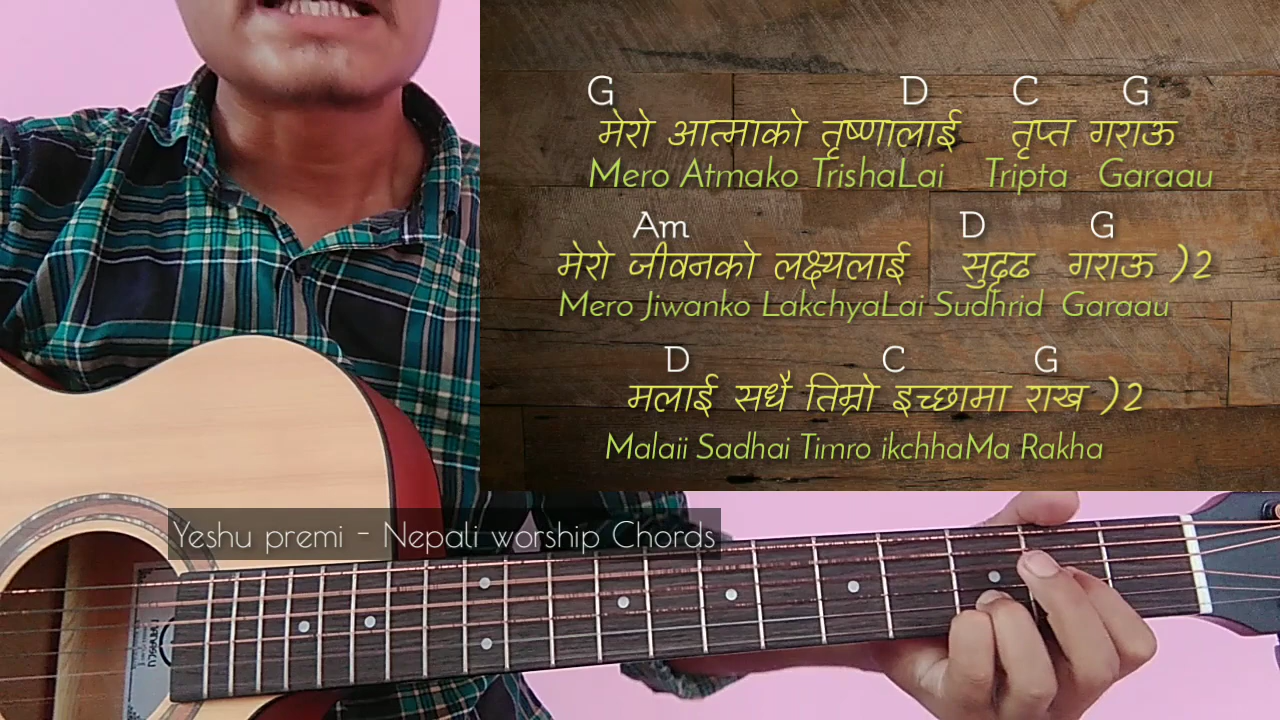 G D C G
मेरो आत्माको तृष्णालाई तृप्त गराऊ
Mero Atmako TrishaLai Tripta Garaau
Am D G
मेरो जीवनको लक्ष्यलाई सुदृढ गराऊ )2
Mero Jiwanko LakchyaLai Sudhrid Garaau
D C G
मलाई सधै तिम्रो इच्छामा राख )2
Malaii Sadhai Timro ikchhaMa Rakha
Yeshu premi - Nepali worship Chords